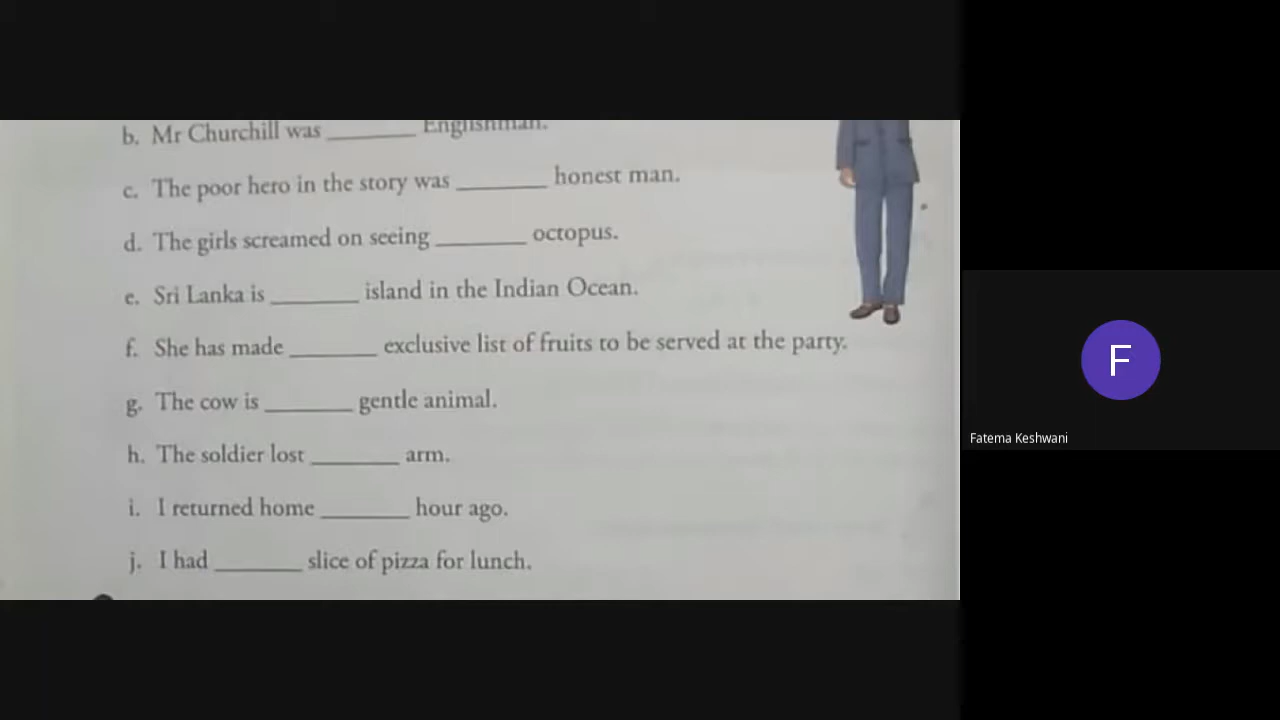 b. Mr Churchill was ________ Englishman.
c. The poor hero in the story was ________ honest man.
d. The girls screamed on seeing ________ octopus.
e. Sri Lanka is ________ island in the Indian Ocean.
f. She has made ________ exclusive list of fruits to be served at the party.
g. The cow is ________ gentle animal.
h. The soldier lost ________ arm.
i. I returned home ________ hour ago.
j. I had ________ slice of pizza for lunch.
F
Fatema Keshwani